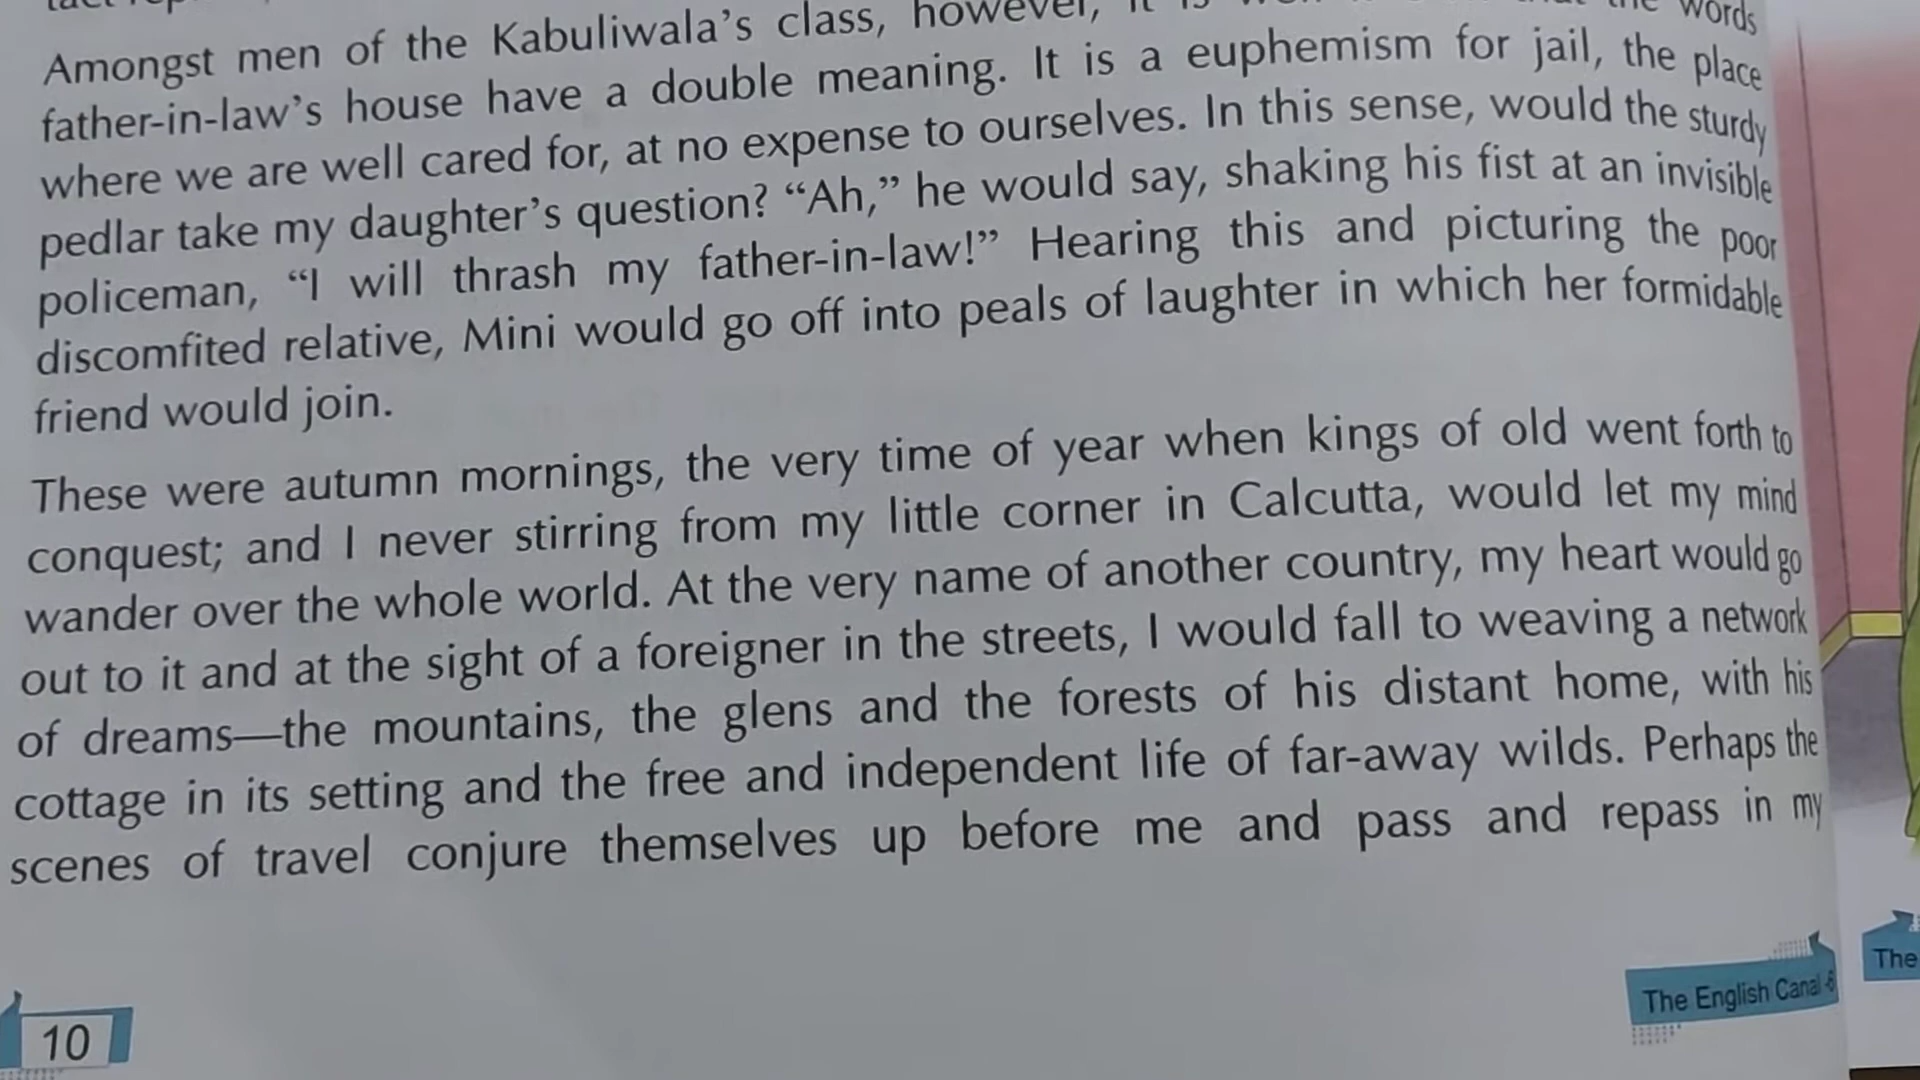 Amongst men of the Kabuliwala's class, however, it is words
father-in-law's house have a double meaning. It is a euphemism for jail, the place
where we are well cared for, at no expense to ourselves. In this sense, would the sturdy
pedlar take my daughter's question? “Ah,” he would say, shaking his fist at an invisible
policeman, “I will thrash my father-in-law!” Hearing this and picturing the poor
discomfited relative, Mini would go off into peals of laughter in which her formidable
friend would join.
These were autumn mornings, the very time of year when kings of old went forth to
conquest; and I never stirring from my little corner in Calcutta, would let my mind
wander over the whole world. At the very name of another country, my heart would go
out to it and at the sight of a foreigner in the streets, I would fall to weaving a network
of dreams—the mountains, the glens and the forests of his distant home, with his
cottage in its setting and the free and independent life of far-away wilds. Perhaps the
scenes of travel conjure themselves up before me and pass and repass in my
10
The English Canal-6
The